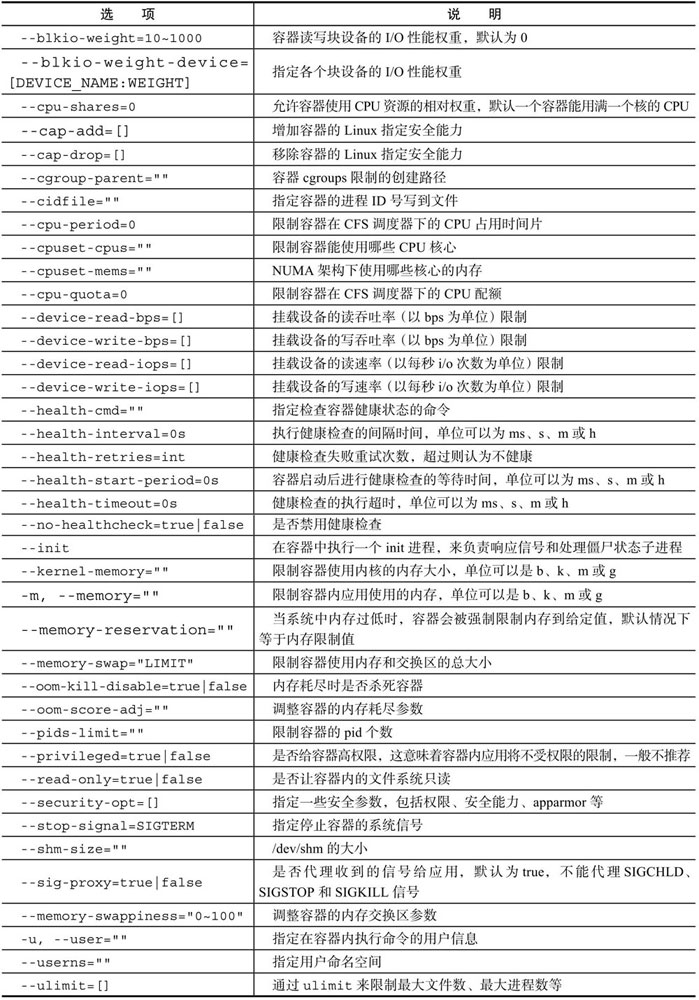 选 项 说 明
--blkio-weight=10~1000 容器读写块设备的 I/O 性能权重，默认为 0
--blkio-weight-device= 指定各个块设备的 I/O 性能权重
[DEVICE_NAME:WEIGHT]
--cpu-shares=0 允许容器使用 CPU 资源的相对权重，默认一个容器能用满一个核的 CPU
--cap-add=[] 增加容器的 Linux 指定安全能力
--cap-drop=[] 移除容器的 Linux 指定安全能力
--cgroup-parent="" 容器 cgroups 限制的创建路径
--cidfile="" 指定容器的进程 ID 号写到文件
--cpu-period=0 限制容器在 CFS 调度器下的 CPU 占用时间片
--cpuset-cpus="" 限制容器能使用哪些 CPU 核心
--cpuset-mems="" NUMA 架构下使用哪些核心的内存
--cpu-quota=0 限制容器在 CFS 调度器下的 CPU 配额
--device-read-bps=[] 挂载设备的读吞吐率（以 bps 为单位）限制
--device-write-bps=[] 挂载设备的写吞吐率（以 bps 为单位）限制
--device-read-iops=[] 挂载设备的读速率（以每秒 i/o 次数为单位）限制
--device-write-iops=[] 挂载设备的写速率（以每秒 i/o 次数为单位）限制
--health-cmd="" 指定检查容器健康状态的命令
--health-interval=0s 执行健康检查的间隔时间，单位可以为 ms、s、m 或 h
--health-retries=int 健康检查失败重试次数，超过则认为不健康
--health-start-period=0s 容器启动后进行健康检查的等待时间，单位可以为 ms、s、m 或 h
--health-timeout=0s 健康检查的执行超时，单位可以为 ms、s、m 或 h
--no-healthcheck=true|false 是否禁用健康检查
--init 在容器中执行一个 init 进程，来负责响应信号和处理僵尸状态子进程
--kernel-memory="" 限制容器使用内核的内存大小，单位可以是 b、k、m 或 g
-m, --memory="" 限制容器内应用使用的内存，单位可以是 b、k、m 或 g
--memory-reservation="" 当系统中内存过低时，容器会被强制限制内存到给定值，默认情况下
等于内存限制值
--memory-swap="LIMIT" 限制容器使用内存和交换区的总大小
--oom-kill-disable=true|false 内存耗尽时是否杀死容器
--oom-score-adj="" 调整容器的内存耗尽参数
--pids-limit="" 限制容器的 pid 个数
--privileged=true|false 是否给容器高权限，这意味着容器内应用将不受权限的限制，一般不推荐
--read-only=true|false 是否让容器内的文件系统只读
--security-opt=[] 指定一些安全参数，包括权限、安全能力、apparmor 等
--stop-signal=SIGTERM 指定停止容器的系统信号
--shm-size="" /dev/shm 的大小
--sig-proxy=true|false 是否代理收到的信号给应用，默认为 true，不能代理 SIGCHLD、
SIGSTOP 和 SIGKILL 信号
--memory-swappiness="0~100" 调整容器的内存交换区参数
-u, --user="" 指定在容器内执行命令的用户信息
--userns="" 指定用户命名空间
--ulimit=[] 通过 ulimit 来限制最大文件数、最大进程数等